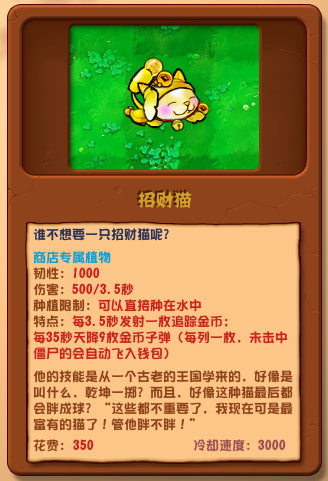 招财猫
谁不想要一只招财猫呢？
商店专属植物
韧性：1000
伤害：500/3.5秒
种植限制：可以直接种在水中
特点：每3.5秒发射一枚追踪金币；
每35秒天降9枚金币子弹（每列一枚，未击中
僵尸的会自动飞入钱包）
他的技能是从一个古老的王国学来的，好像是
叫什么，乾坤一掷？而且，好像这种猫最后都
会胖成球？“这些都不重要了，我现在可是最
富有的猫了！管他胖不胖！”
花费：350 冷却速度：3000